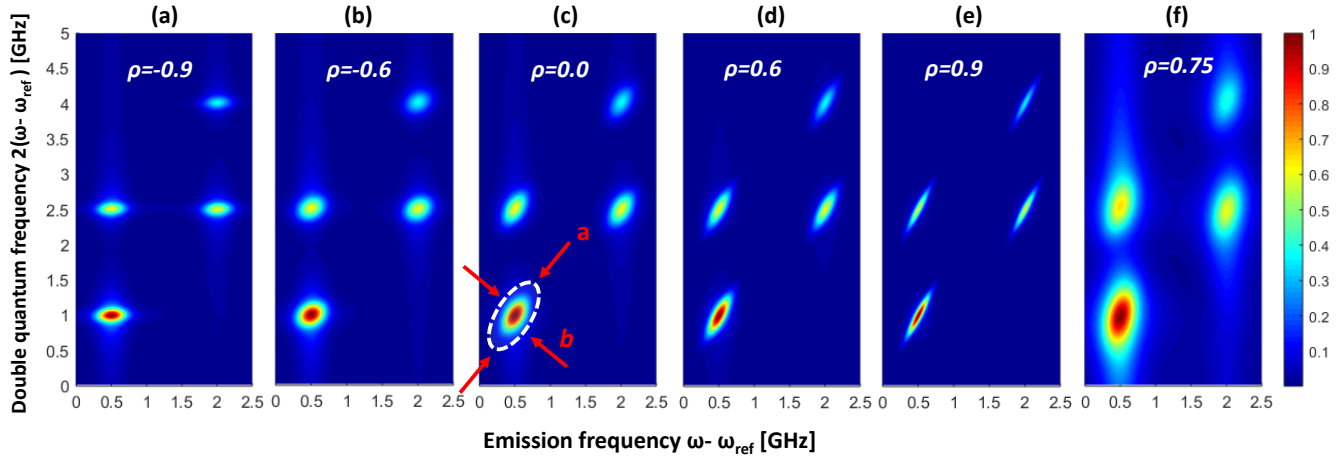 (a) (b) (c) (d) (e) (f)
Double quantum frequency 2(ω- ω_ref ) [GHz]
5
4.5
4
3.5
3
2.5
2
1.5
1
0.5
0
ρ=-0.9 ρ=-0.6 ρ=0.0 ρ=0.6 ρ=0.9 ρ=0.75
a
b
0 0.5 1 1.5 2 2.5
0 0.5 1 1.5 2 2.5
0 0.5 1 1.5 2 2.5
0 0.5 1 1.5 2 2.5
0 0.5 1 1.5 2 2.5
0 0.5 1 1.5 2 2.5
1
0.9
0.8
0.7
0.6
0.5
0.4
0.3
0.2
0.1
Emission frequency ω- ω_ref [GHz]